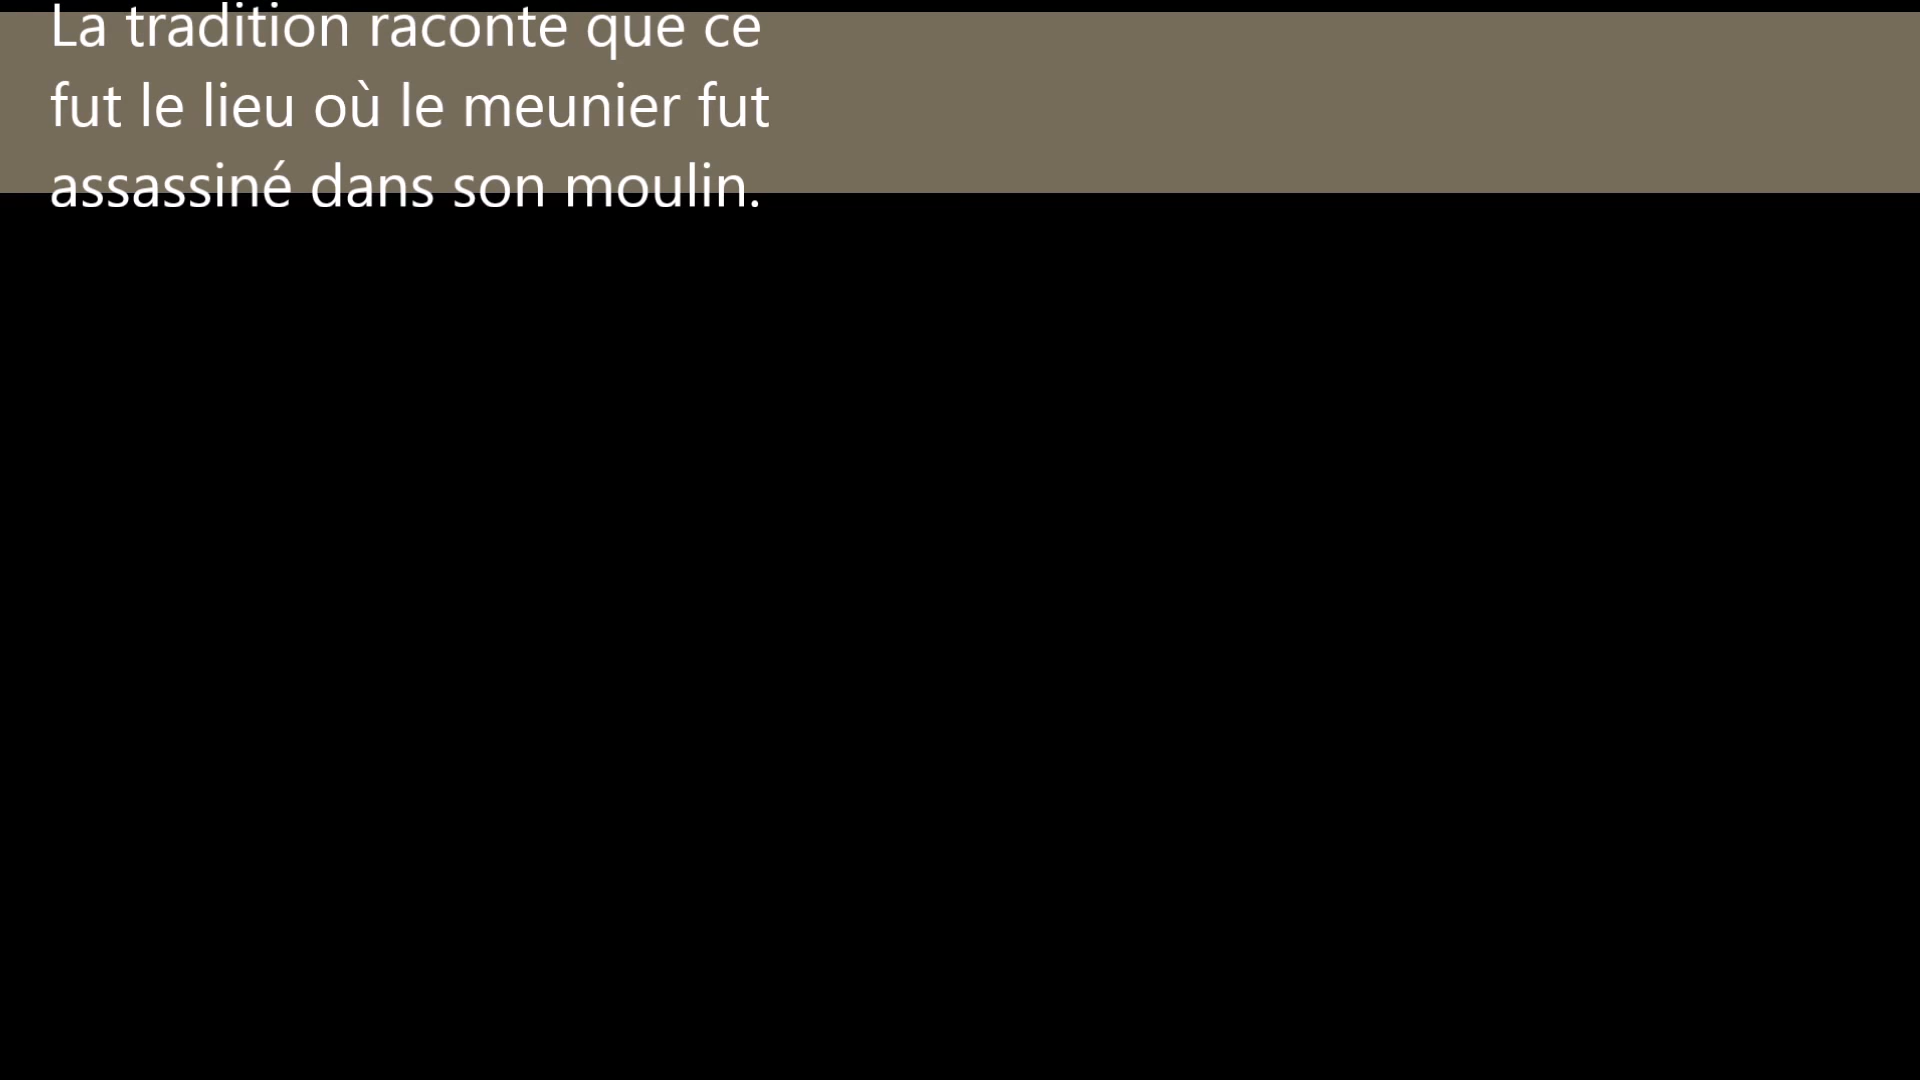 La tradition raconte que ce
fut le lieu où le meunier fut
assassiné dans son moulin.